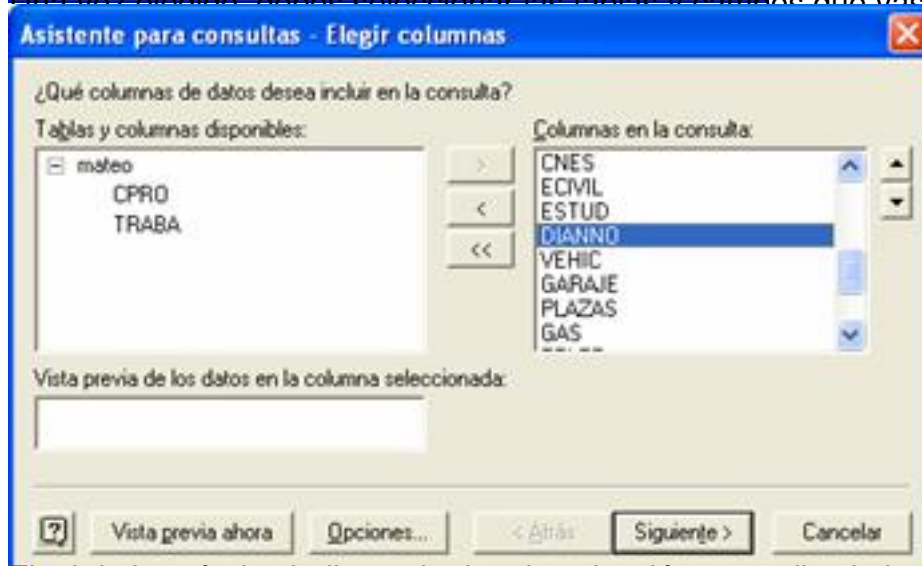 Asistente para consultas - Elegir columnas
¿Qué columnas de datos desea incluir en la consulta?
Tablas y columnas disponibles:
Columnas en la consulta:
mateo
CPRO
TRABA
>
<
<<
CNES
ECIVIL
ESTUD
DIANNO
VEHIC
GARAJE
PLAZAS
GAS
Vista previa de los datos en la columna seleccionada:
Vista previa ahora
Opciones...
< Atrás
Siguiente >
Cancelar